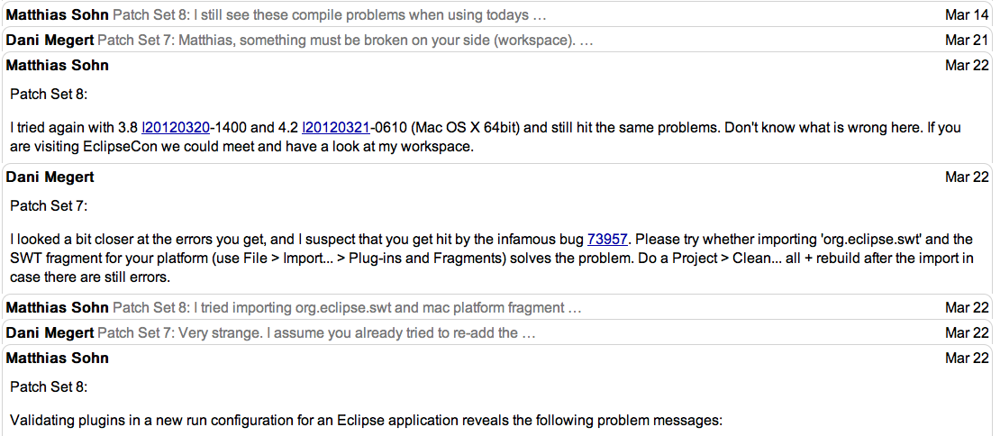 Matthias Sohn Patch Set 8: I still see these compile problems when using todays … Mar 14
Dani Megert Patch Set 7: Matthias, something must be broken on your side (workspace). … Mar 21
Matthias Sohn Mar 22
Patch Set 8:
I tried again with 3.8 I20120320-1400 and 4.2 I20120321-0610 (Mac OS X 64bit) and still hit the same problems. Don't know what is wrong here. If you
are visiting EclipseCon we could meet and have a look at my workspace.
Dani Megert Mar 22
Patch Set 7:
I looked a bit closer at the errors you get, and I suspect that you get hit by the infamous bug 73957. Please try whether importing 'org.eclipse.swt' and the
SWT fragment for your platform (use File > Import... > Plug-ins and Fragments) solves the problem. Do a Project > Clean... all + rebuild after the import in
case there are still errors.
Matthias Sohn Patch Set 8: I tried importing org.eclipse.swt and mac platform fragment … Mar 22
Dani Megert Patch Set 7: Very strange. I assume you already tried to re-add the … Mar 22
Matthias Sohn Mar 22
Patch Set 8:
Validating plugins in a new run configuration for an Eclipse application reveals the following problem messages: